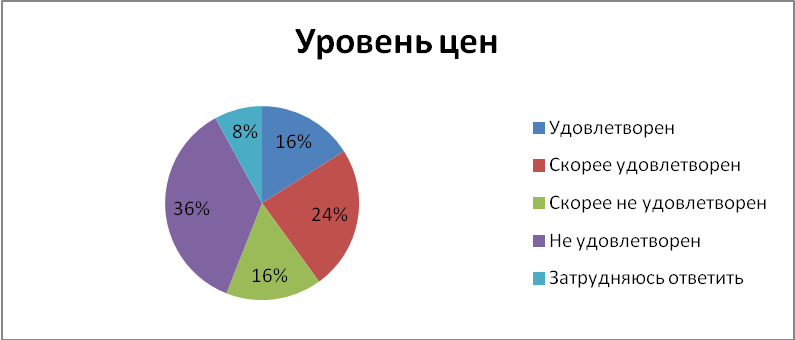 Уровень цен
8%
16%
36%
24%
16%
Удовлетворен
Скорее удовлетворен
Скорее не удовлетворен
Не удовлетворен
Затрудняюсь ответить